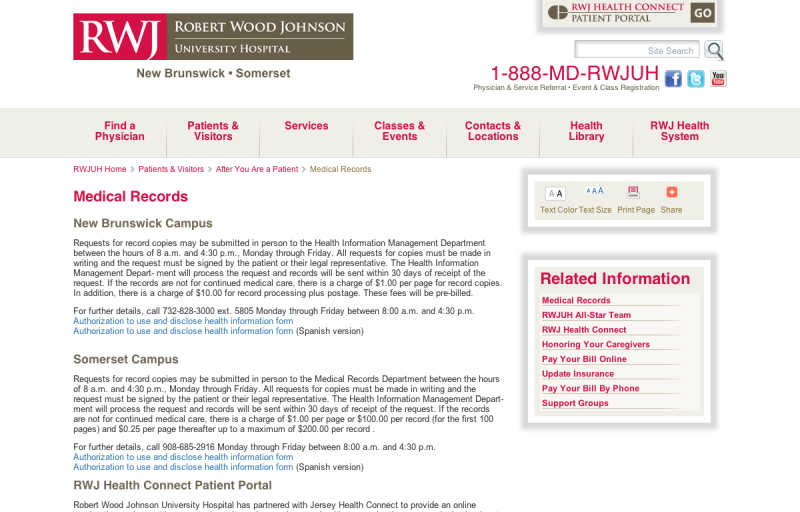 RWJ HEALTH CONNECT
PATIENT PORTAL
GO
RWJ
ROBERT WOOD JOHNSON
UNIVERSITY HOSPITAL
New Brunswick • Somerset
Site Search
1-888-MD-RWJUH
Physician & Service Referral • Event & Class Registration
f
t
You
Find a
Physician
Patients &
Visitors
Services
Classes &
Events
Contacts &
Locations
Health
Library
RWJ Health
System
RWJUH Home > Patients & Visitors > After You Are a Patient > Medical Records
Medical Records
New Brunswick Campus
Requests for record copies may be submitted in person to the Health Information Management Department
between the hours of 8 a.m. and 4:30 p.m., Monday through Friday. All requests for copies must be made in
writing and the request must be signed by the patient or their legal representative. The Health Information
Management Depart- ment will process the request and records will be sent within 30 days of receipt of the
request. If the records are not for continued medical care, there is a charge of $1.00 per page for record copies.
In addition, there is a charge of $10.00 for record processing plus postage. These fees will be pre-billed.
For further details, call 732-828-3000 ext. 5805 Monday through Friday between 8:00 a.m. and 4:30 p.m.
Authorization to use and disclose health information form
Authorization to use and disclose health information form (Spanish version)
Somerset Campus
Requests for record copies may be submitted in person to the Medical Records Department between the hours
of 8 a.m. and 4:30 p.m., Monday through Friday. All requests for copies must be made in writing and the
request must be signed by the patient or their legal representative. The Health Information Management Depart-
ment will process the request and records will be sent within 30 days of receipt of the request. If the records
are not for continued medical care, there is a charge of $1.00 per page or $100.00 per record (for the first 100
pages) and $0.25 per page thereafter up to a maximum of $200.00 per record .
For further details, call 908-685-2916 Monday through Friday between 8:00 a.m. and 4:30 p.m.
Authorization to use and disclose health information form
Authorization to use and disclose health information form (Spanish version)
RWJ Health Connect Patient Portal
Robert Wood Johnson University Hospital has partnered with Jersey Health Connect to provide an online
A A
A A A
Text Color Text Size Print Page Share
Related Information
Medical Records
RWJUH All-Star Team
RWJ Health Connect
Honoring Your Caregivers
Pay Your Bill Online
Update Insurance
Pay Your Bill By Phone
Support Groups